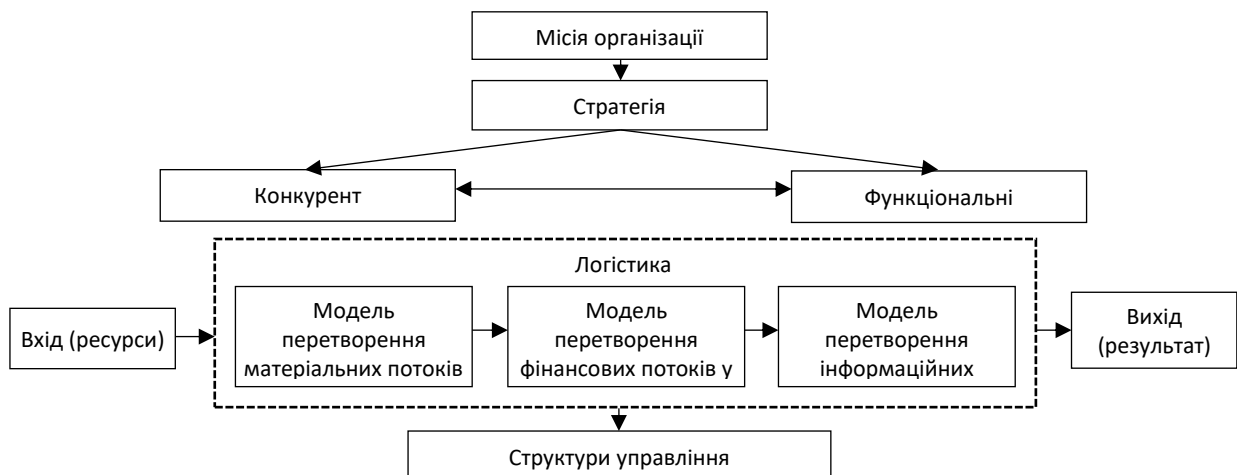 Місія організації
Стратегія
Конкурент
Функціональні
Логістика
Вхід (ресурси)
Модель
перетворення
матеріальних потоків
Модель
перетворення
фінансових потоків у
Модель
перетворення
інформаційних
Вихід
(результат)
Структури управління